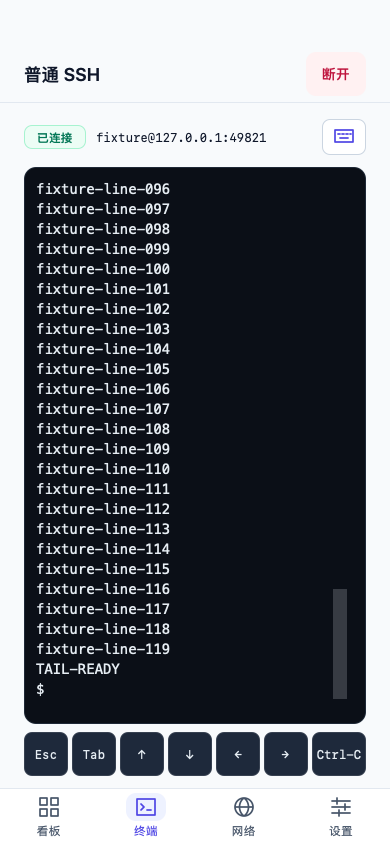 普通 SSH
断开
已连接
fixture@127.0.0.1:49821
fixture-line-096
fixture-line-097
fixture-line-098
fixture-line-099
fixture-line-100
fixture-line-101
fixture-line-102
fixture-line-103
fixture-line-104
fixture-line-105
fixture-line-106
fixture-line-107
fixture-line-108
fixture-line-109
fixture-line-110
fixture-line-111
fixture-line-112
fixture-line-113
fixture-line-114
fixture-line-115
fixture-line-116
fixture-line-117
fixture-line-118
fixture-line-119
TAIL-READY
$
Esc Tab ↑ ↓ ← → Ctrl-C
看板 终端 网络 设置